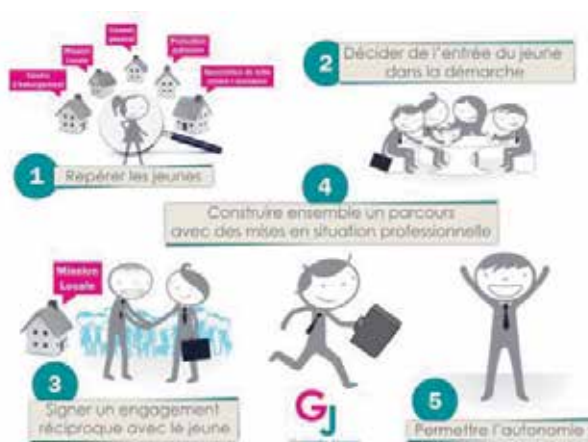 Mission
Locale
1
Repérer les jeunes
2
Décider de l'entrée du jeune
dans la démarche
4
Construire ensemble un parcours
avec des mises en situation professionnelle
Mission
Locale
3
Signer un engagement
réciproque avec le jeune
GJ
5
Permettre l'autonomie